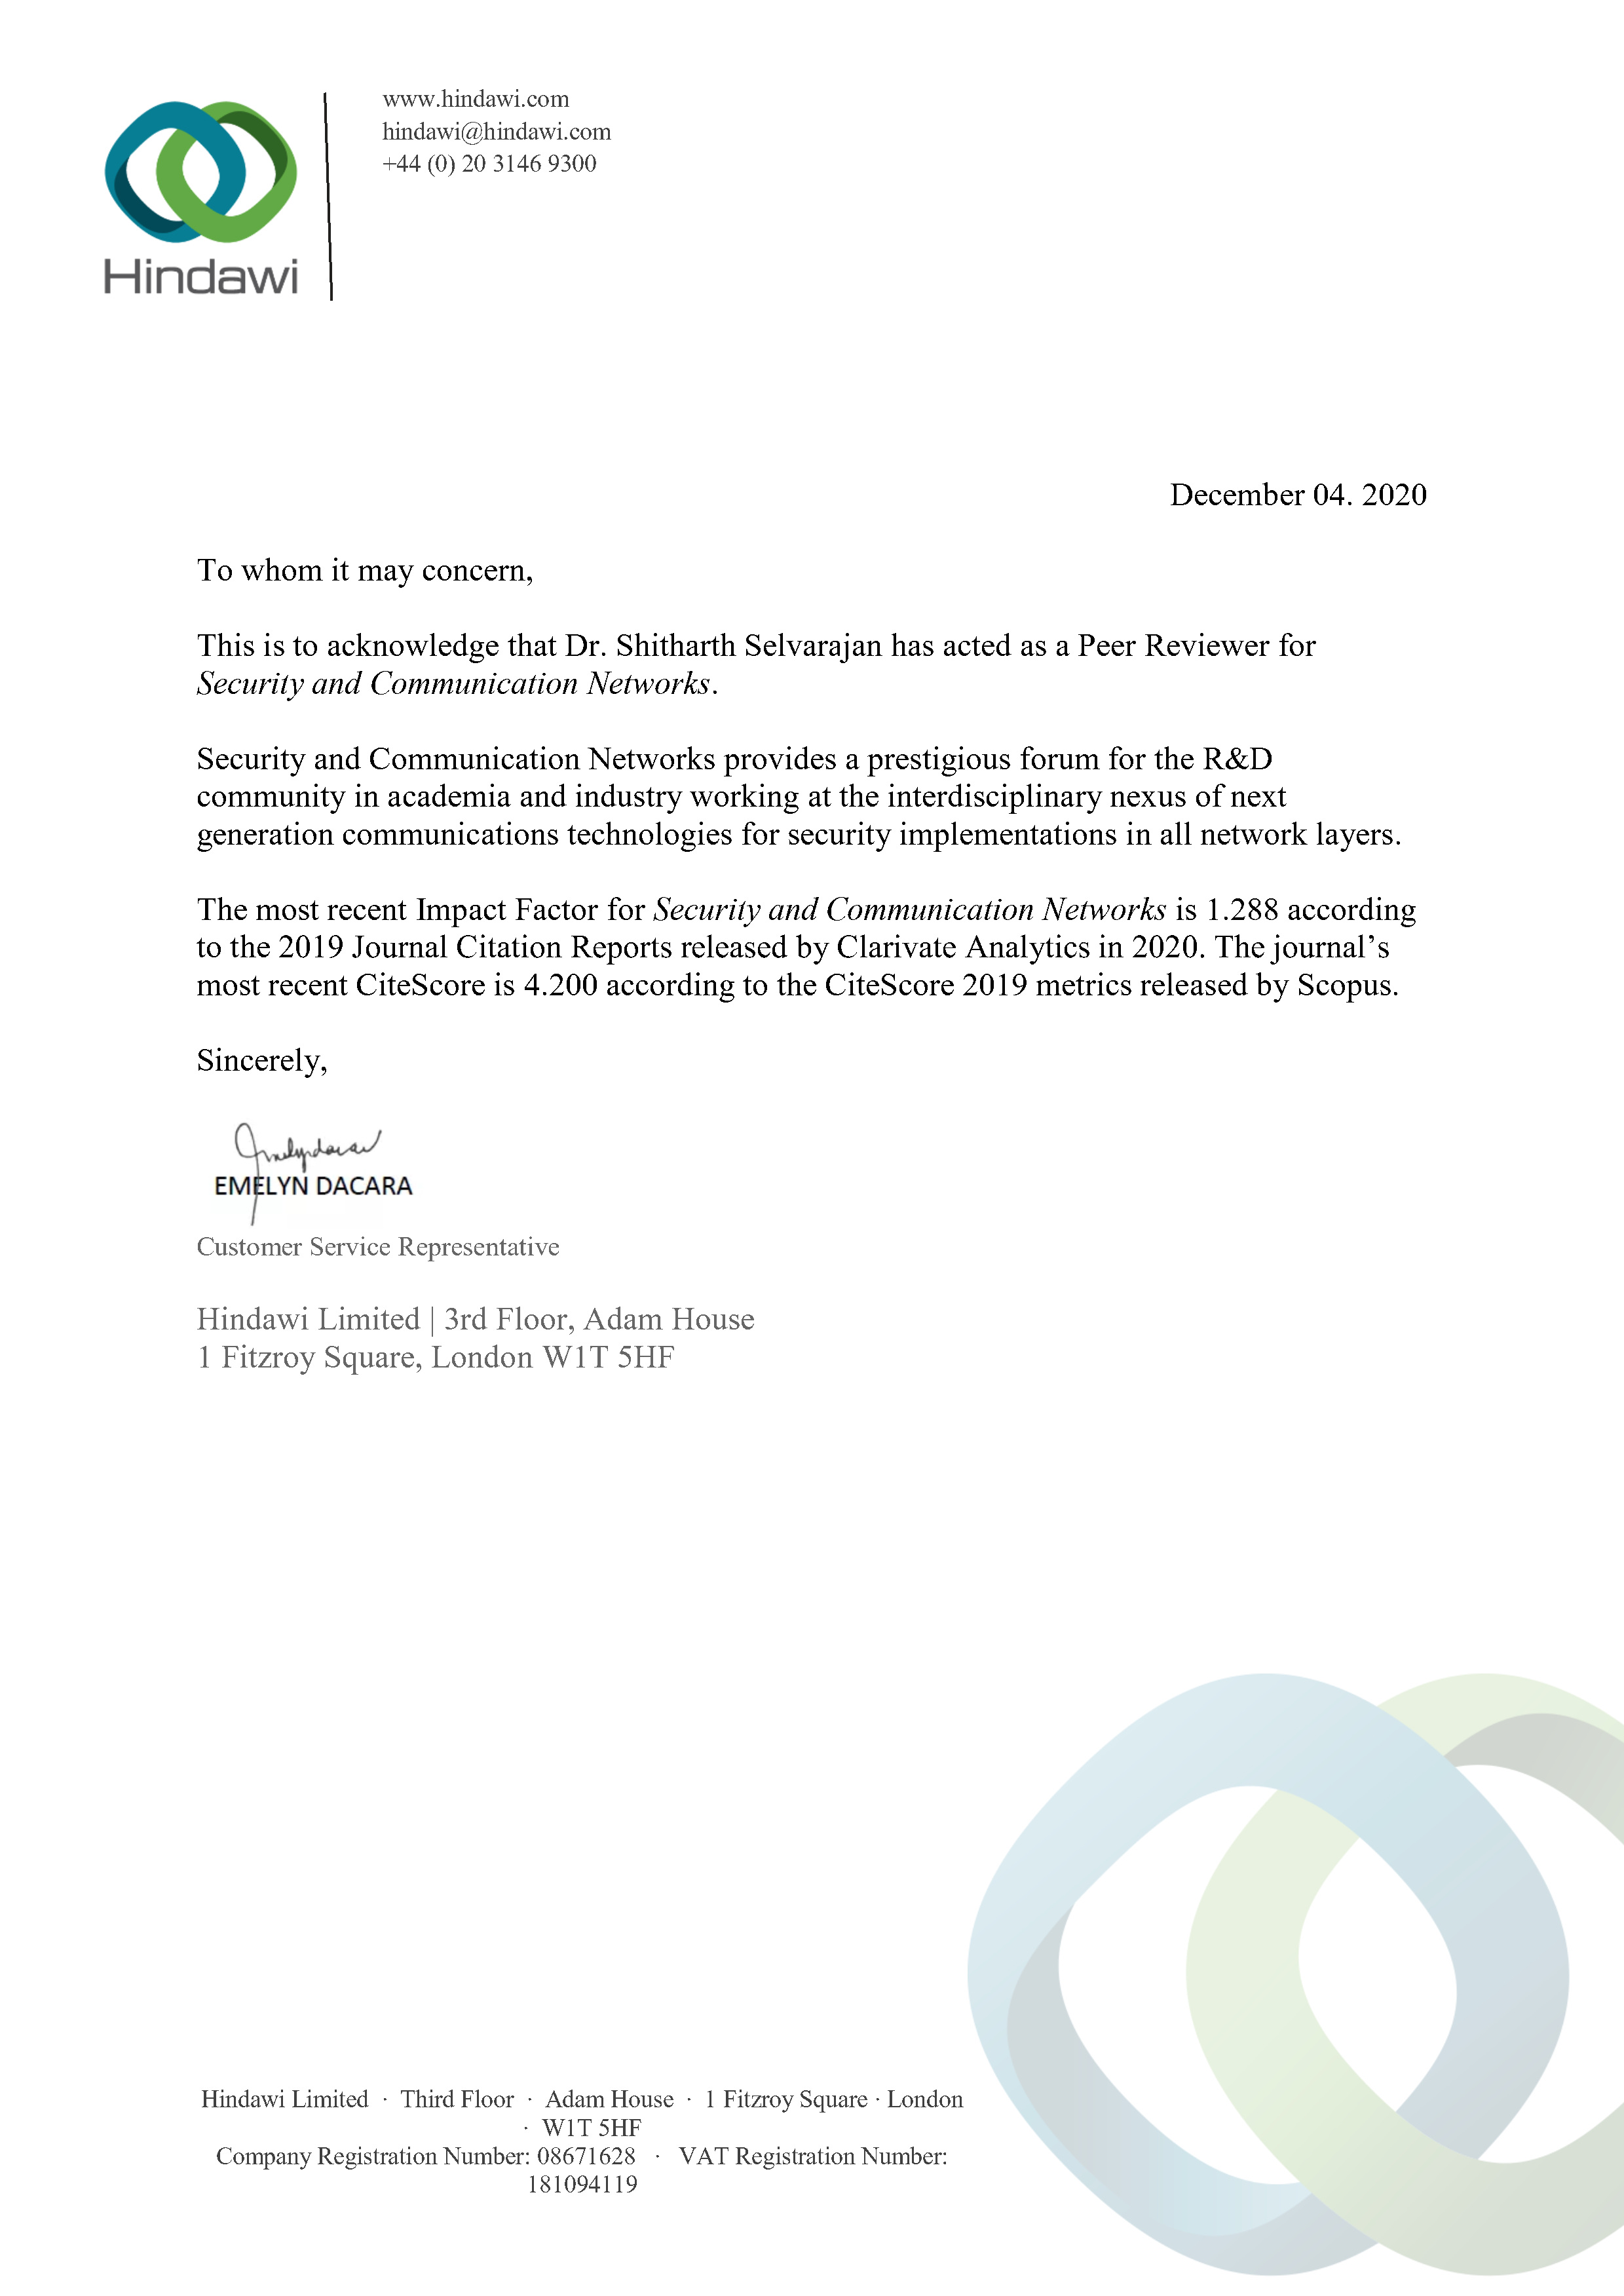 Hindawi
www.hindawi.com
hindawi@hindawi.com
+44 (0) 20 3146 9300
December 04. 2020
To whom it may concern,
This is to acknowledge that Dr. Shitharth Selvarajan has acted as a Peer Reviewer for
Security and Communication Networks.
Security and Communication Networks provides a prestigious forum for the R&D
community in academia and industry working at the interdisciplinary nexus of next
generation communications technologies for security implementations in all network layers.
The most recent Impact Factor for Security and Communication Networks is 1.288 according
to the 2019 Journal Citation Reports released by Clarivate Analytics in 2020. The journal’s
most recent CiteScore is 4.200 according to the CiteScore 2019 metrics released by Scopus.
Sincerely,
EMELYN DACARA
Customer Service Representative
Hindawi Limited | 3rd Floor, Adam House
1 Fitzroy Square, London W1T 5HF
Hindawi Limited · Third Floor · Adam House · 1 Fitzroy Square · London
· W1T 5HF
Company Registration Number: 08671628 · VAT Registration Number:
181094119